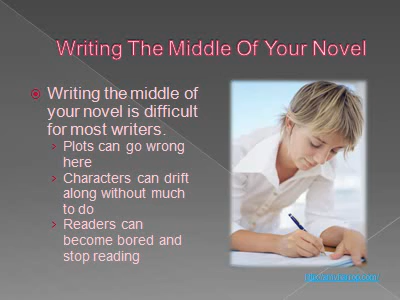 Writing The Middle Of Your Novel
Writing the middle of
your novel is difficult
for most writers.
Plots can go wrong
here
Characters can drift
along without much
to do
Readers can
become bored and
stop reading